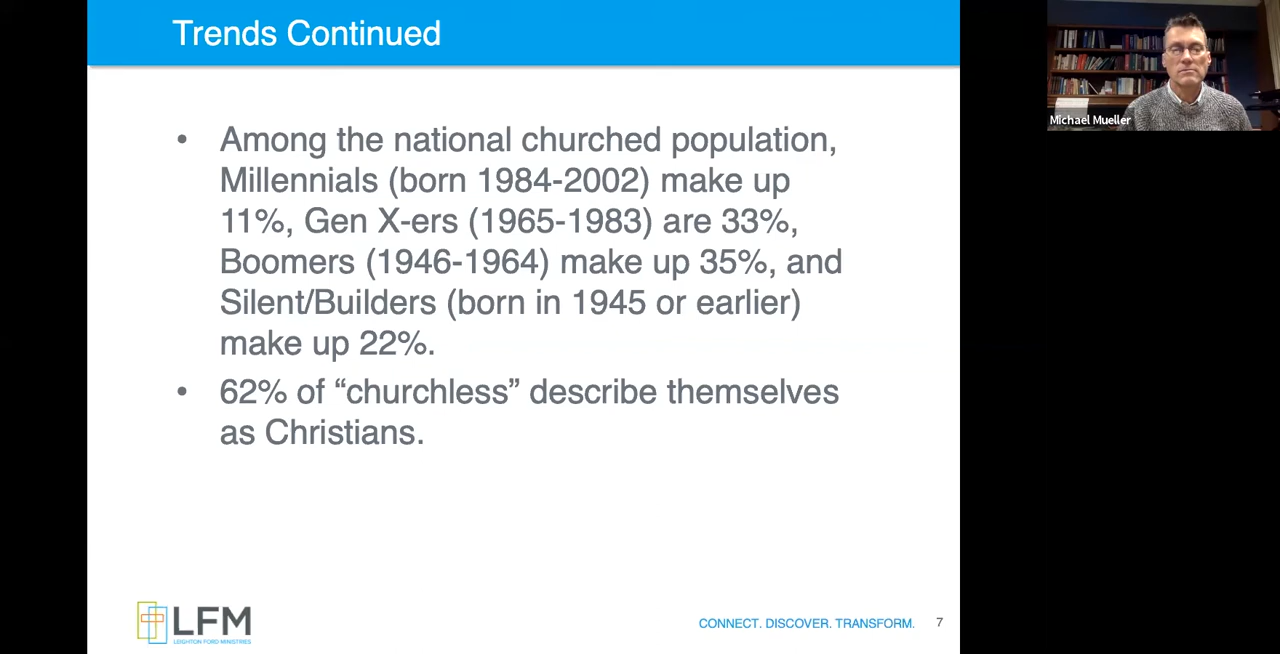 Trends Continued
Michael Mueller
• Among the national churched population,
Millennials (born 1984-2002) make up
11%, Gen X-ers (1965-1983) are 33%,
Boomers (1946-1964) make up 35%, and
Silent/Builders (born in 1945 or earlier)
make up 22%.
• 62% of “churchless” describe themselves
as Christians.
LFM
LEIGHTON FORD MINISTRIES
CONNECT. DISCOVER. TRANSFORM. 7